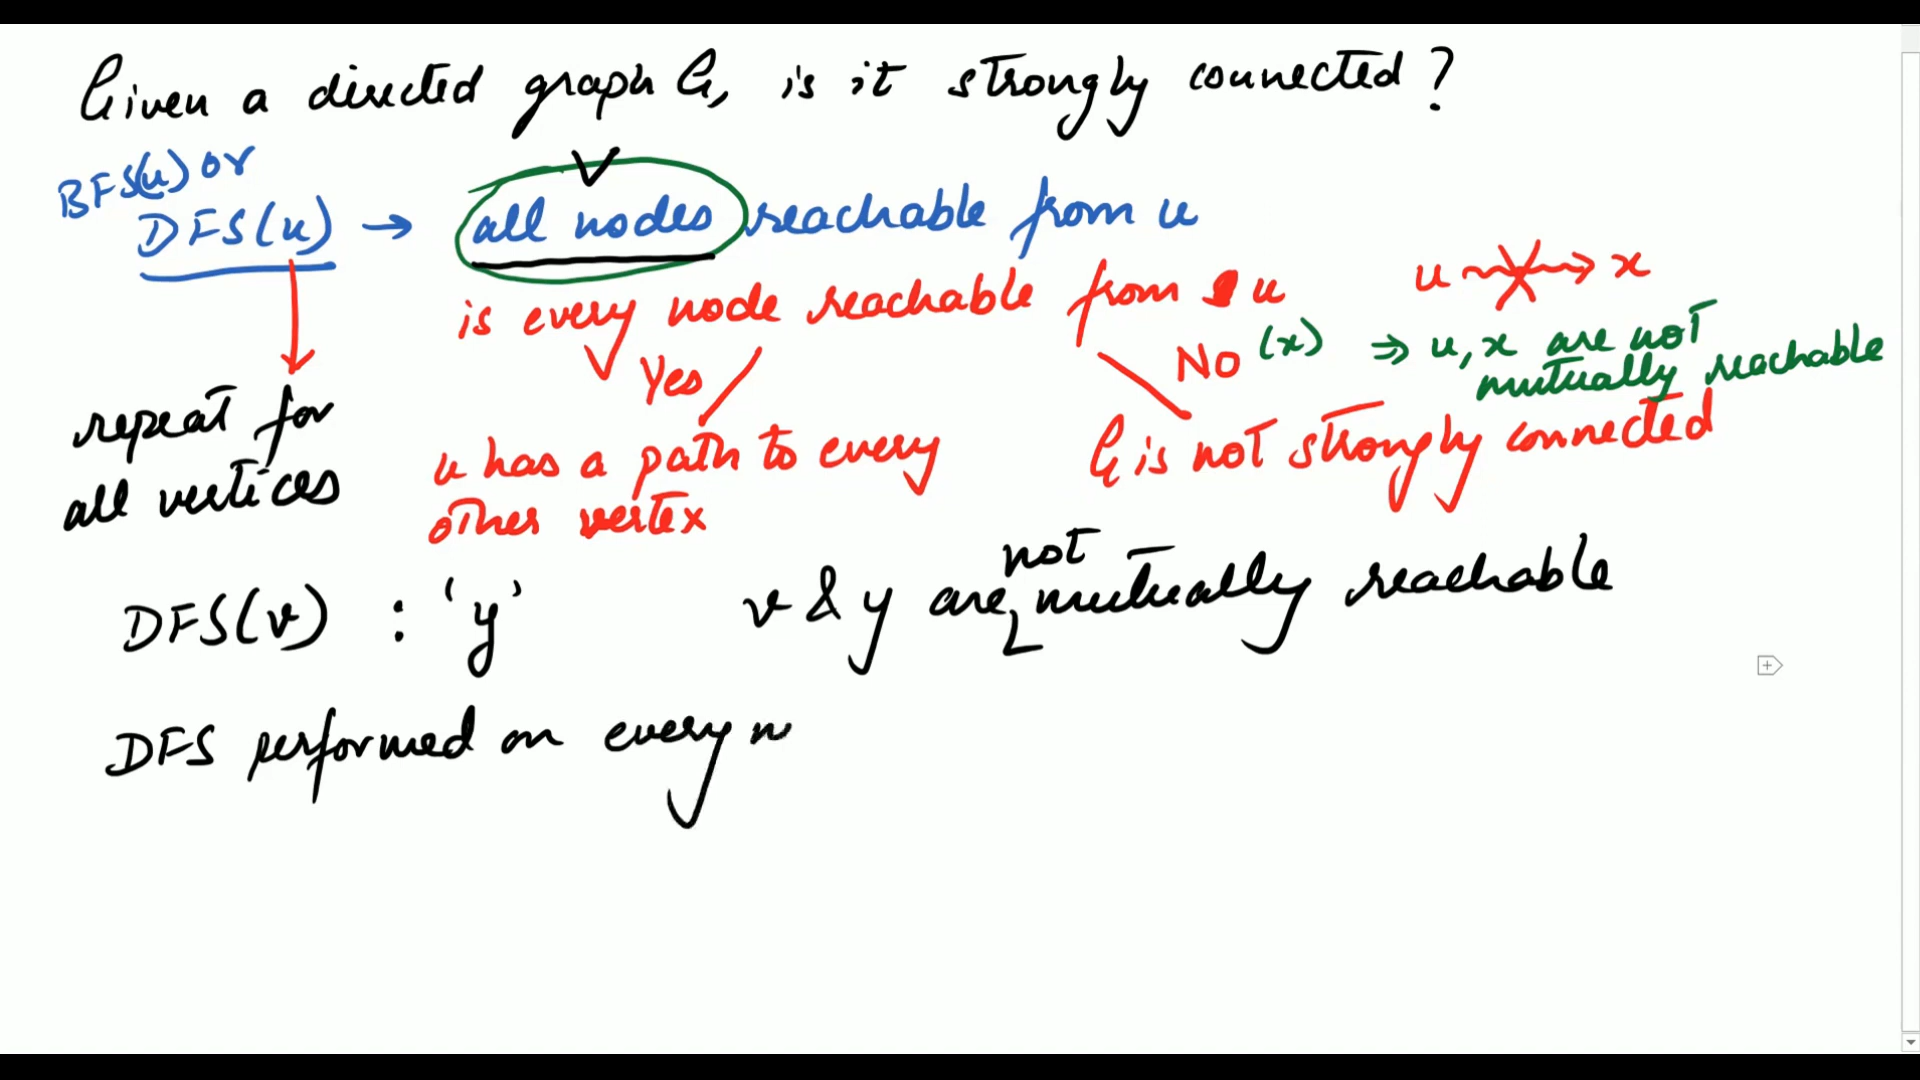 Given a directed graph G, is it strongly connected?
BFS(u) or
DFS(u) → all nodes reachable from u
V
is every node reachable from u
u x
Yes
NO (x) ⇒ u, x are not mutually reachable
repeat for all vertices
u has a path to every other vertex
G is not strongly connected
DFS(v) : 'y'
v & y are not mutually reachable
DFS performed on every n